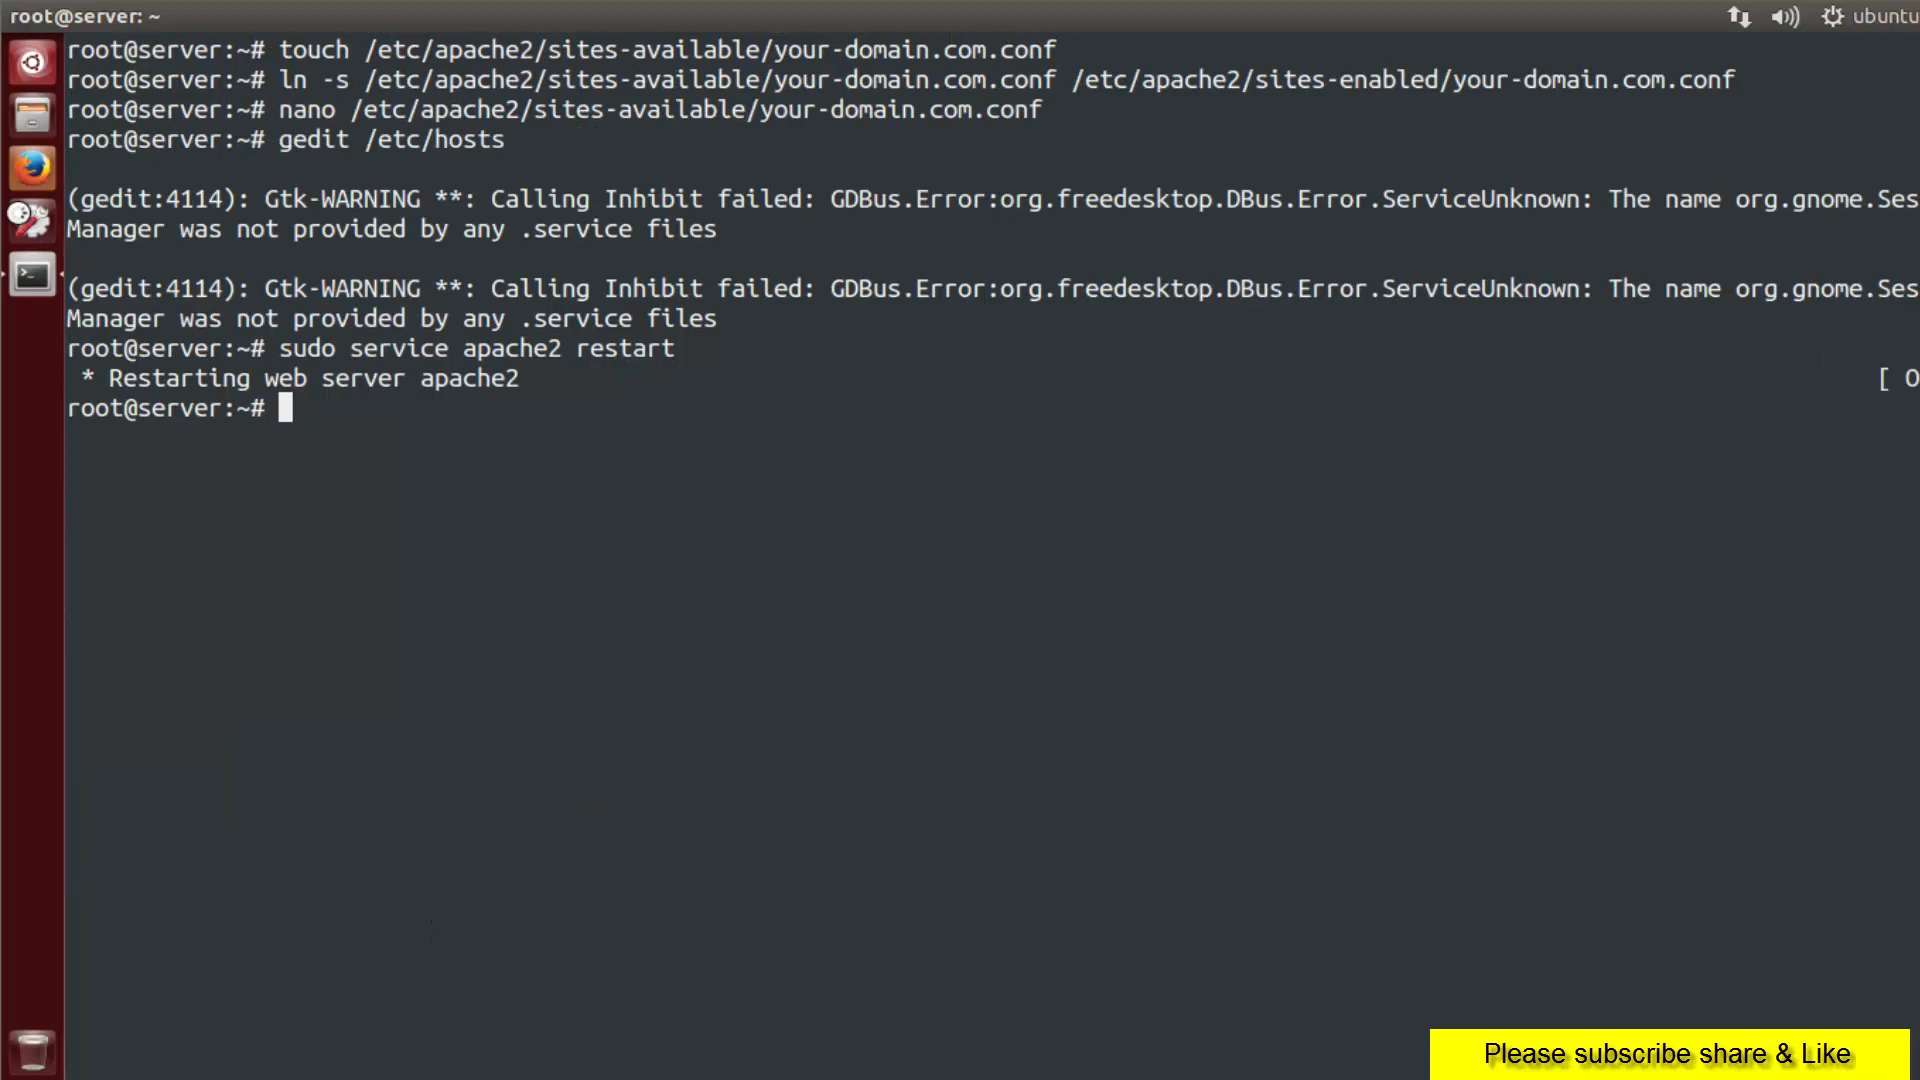 root@server: ~
ubuntu
root@server:~# touch /etc/apache2/sites-available/your-domain.com.conf
root@server:~# ln -s /etc/apache2/sites-available/your-domain.com.conf /etc/apache2/sites-enabled/your-domain.com.conf
root@server:~# nano /etc/apache2/sites-available/your-domain.com.conf
root@server:~# gedit /etc/hosts
(gedit:4114): Gtk-WARNING **: Calling Inhibit failed: GDBus.Error:org.freedesktop.DBus.Error.ServiceUnknown: The name org.gnome.Ses
Manager was not provided by any .service files
(gedit:4114): Gtk-WARNING **: Calling Inhibit failed: GDBus.Error:org.freedesktop.DBus.Error.ServiceUnknown: The name org.gnome.Ses
Manager was not provided by any .service files
root@server:~# sudo service apache2 restart
* Restarting web server apache2 [ O
root@server:~#
Please subscribe share & Like